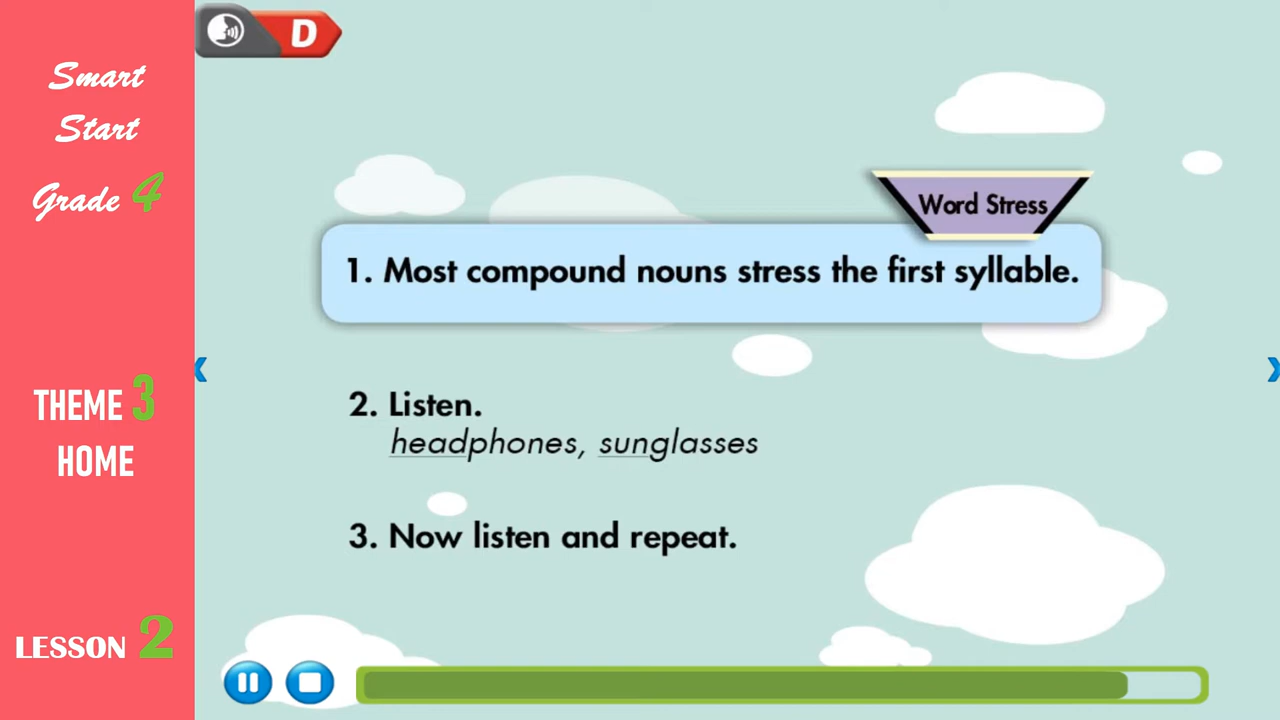 Smart
Start
Grade 4
THEME 3
HOME
LESSON 2
D
Word Stress
1. Most compound nouns stress the first syllable.
2. Listen.
headphones, sunglasses
3. Now listen and repeat.